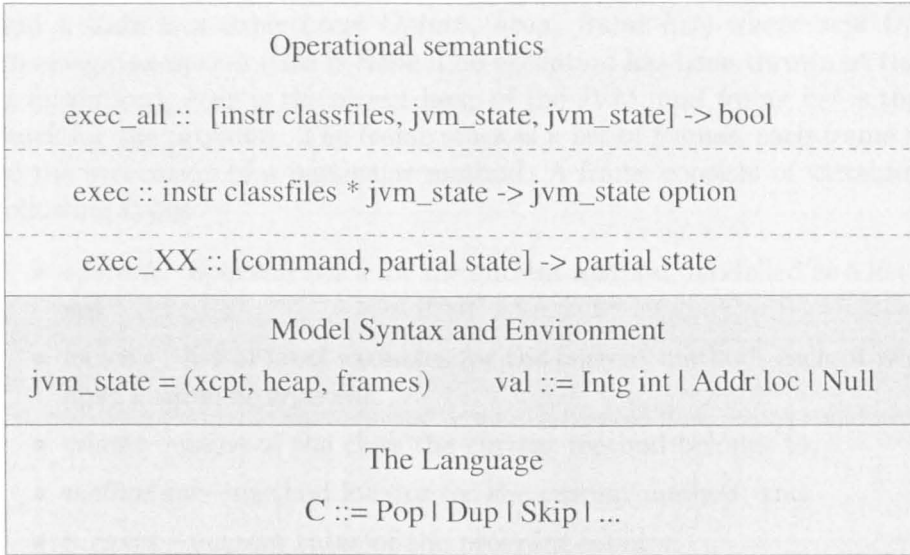 Operational semantics
exec_all :: [instr classfiles, jvm_state, jvm_state] -> bool
exec :: instr classfiles * jvm_state -> jvm_state option
exec_XX :: [command, partial state] -> partial state
Model Syntax and Environment
jvm_state = (xcpt, heap, frames) val ::= Intg int | Addr loc | Null
The Language
C ::= Pop | Dup | Skip | ...